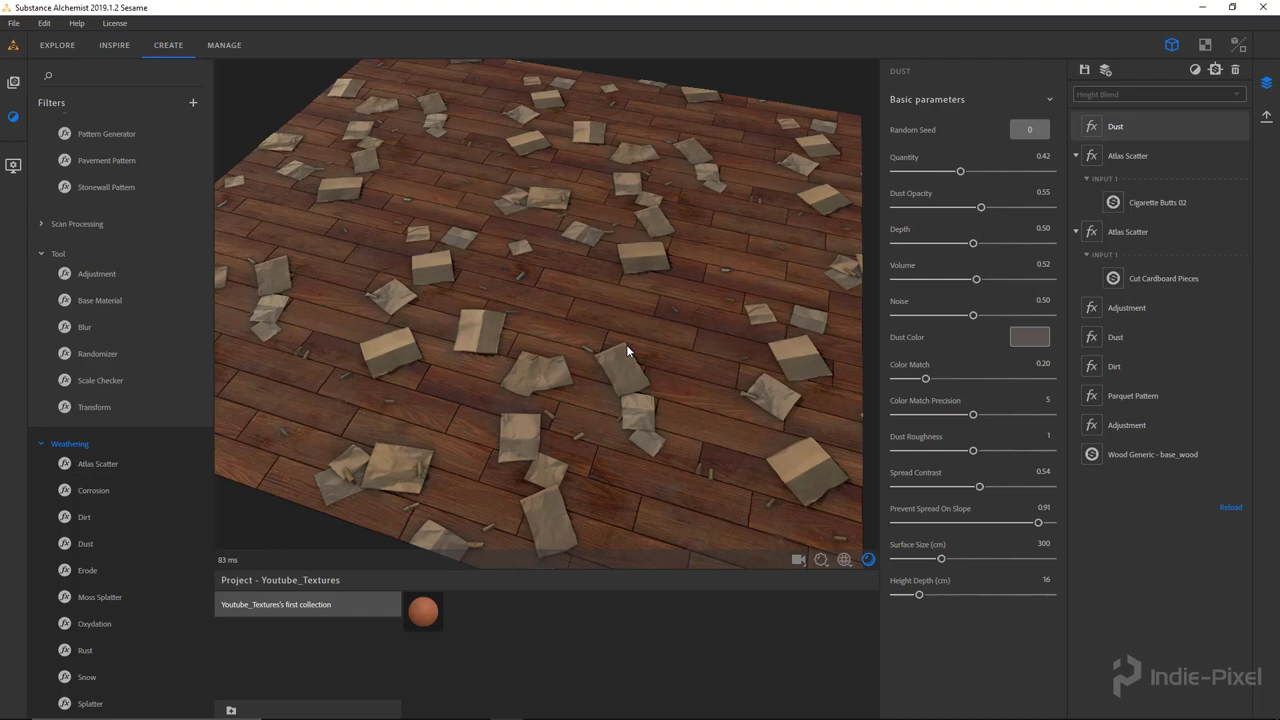 Substance Alchemist 2019.1.2 Sesame
File Edit Help License
EXPLORE INSPIRE CREATE MANAGE
Filters
Pattern Generator
Pavement Pattern
Stonewall Pattern
Scan Processing
Tool
Adjustment
Base Material
Blur
Randomizer
Scale Checker
Transform
Weathering
Atlas Scatter
Corrosion
Dirt
Dust
Erode
Moss Splatter
Oxydation
Rust
Snow
Splatter
83 ms
Project - Youtube_Textures
Youtube_Textures's first collection
DUST
Basic parameters
Random Seed 0
Quantity 0.42
Dust Opacity 0.55
Depth 0.50
Volume 0.52
Noise 0.50
Dust Color
Color Match 0.20
Color Match Precision 5
Dust Roughness 1
Spread Contrast 0.54
Prevent Spread On Slope 0.91
Surface Size (cm) 300
Height Depth (cm) 16
Height Blend
Dust
Atlas Scatter
INPUT 1
Cigarette Butts 02
Atlas Scatter
INPUT 1
Cut Cardboard Pieces
Adjustment
Dust
Dirt
Parquet Pattern
Adjustment
Wood Generic - base_wood
Reload
Indie-Pixel